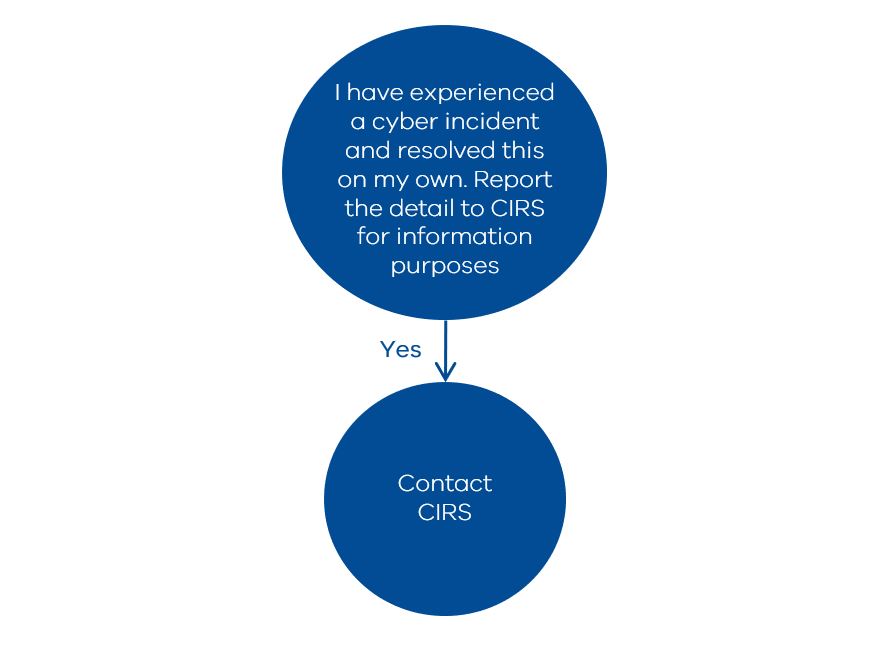 I have experienced
a cyber incident
and resolved this
on my own. Report
the detail to CIRS
for information
purposes
Yes
Contact
CIRS